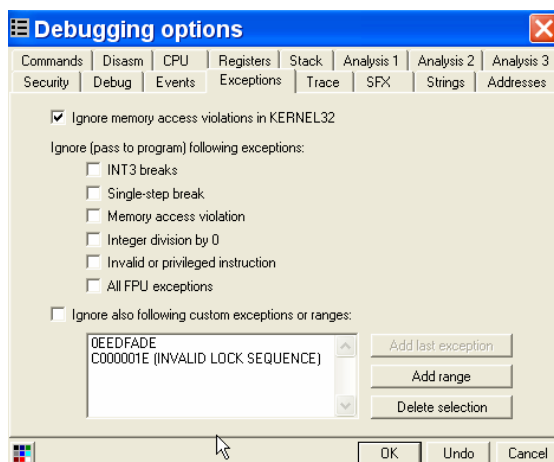 Debugging options
Commands Disasm CPU Registers Stack Analysis 1 Analysis 2 Analysis 3
Security Debug Events Exceptions Trace SFX Strings Addresses
Ignore memory access violations in KERNEL32
Ignore (pass to program) following exceptions:
INT3 breaks
Single-step break
Memory access violation
Integer division by 0
Invalid or privileged instruction
All FPU exceptions
Ignore also following custom exceptions or ranges:
0EEDFADE
C000001E (INVALID LOCK SEQUENCE)
Add last exception
Add range
Delete selection
OK Undo Cancel